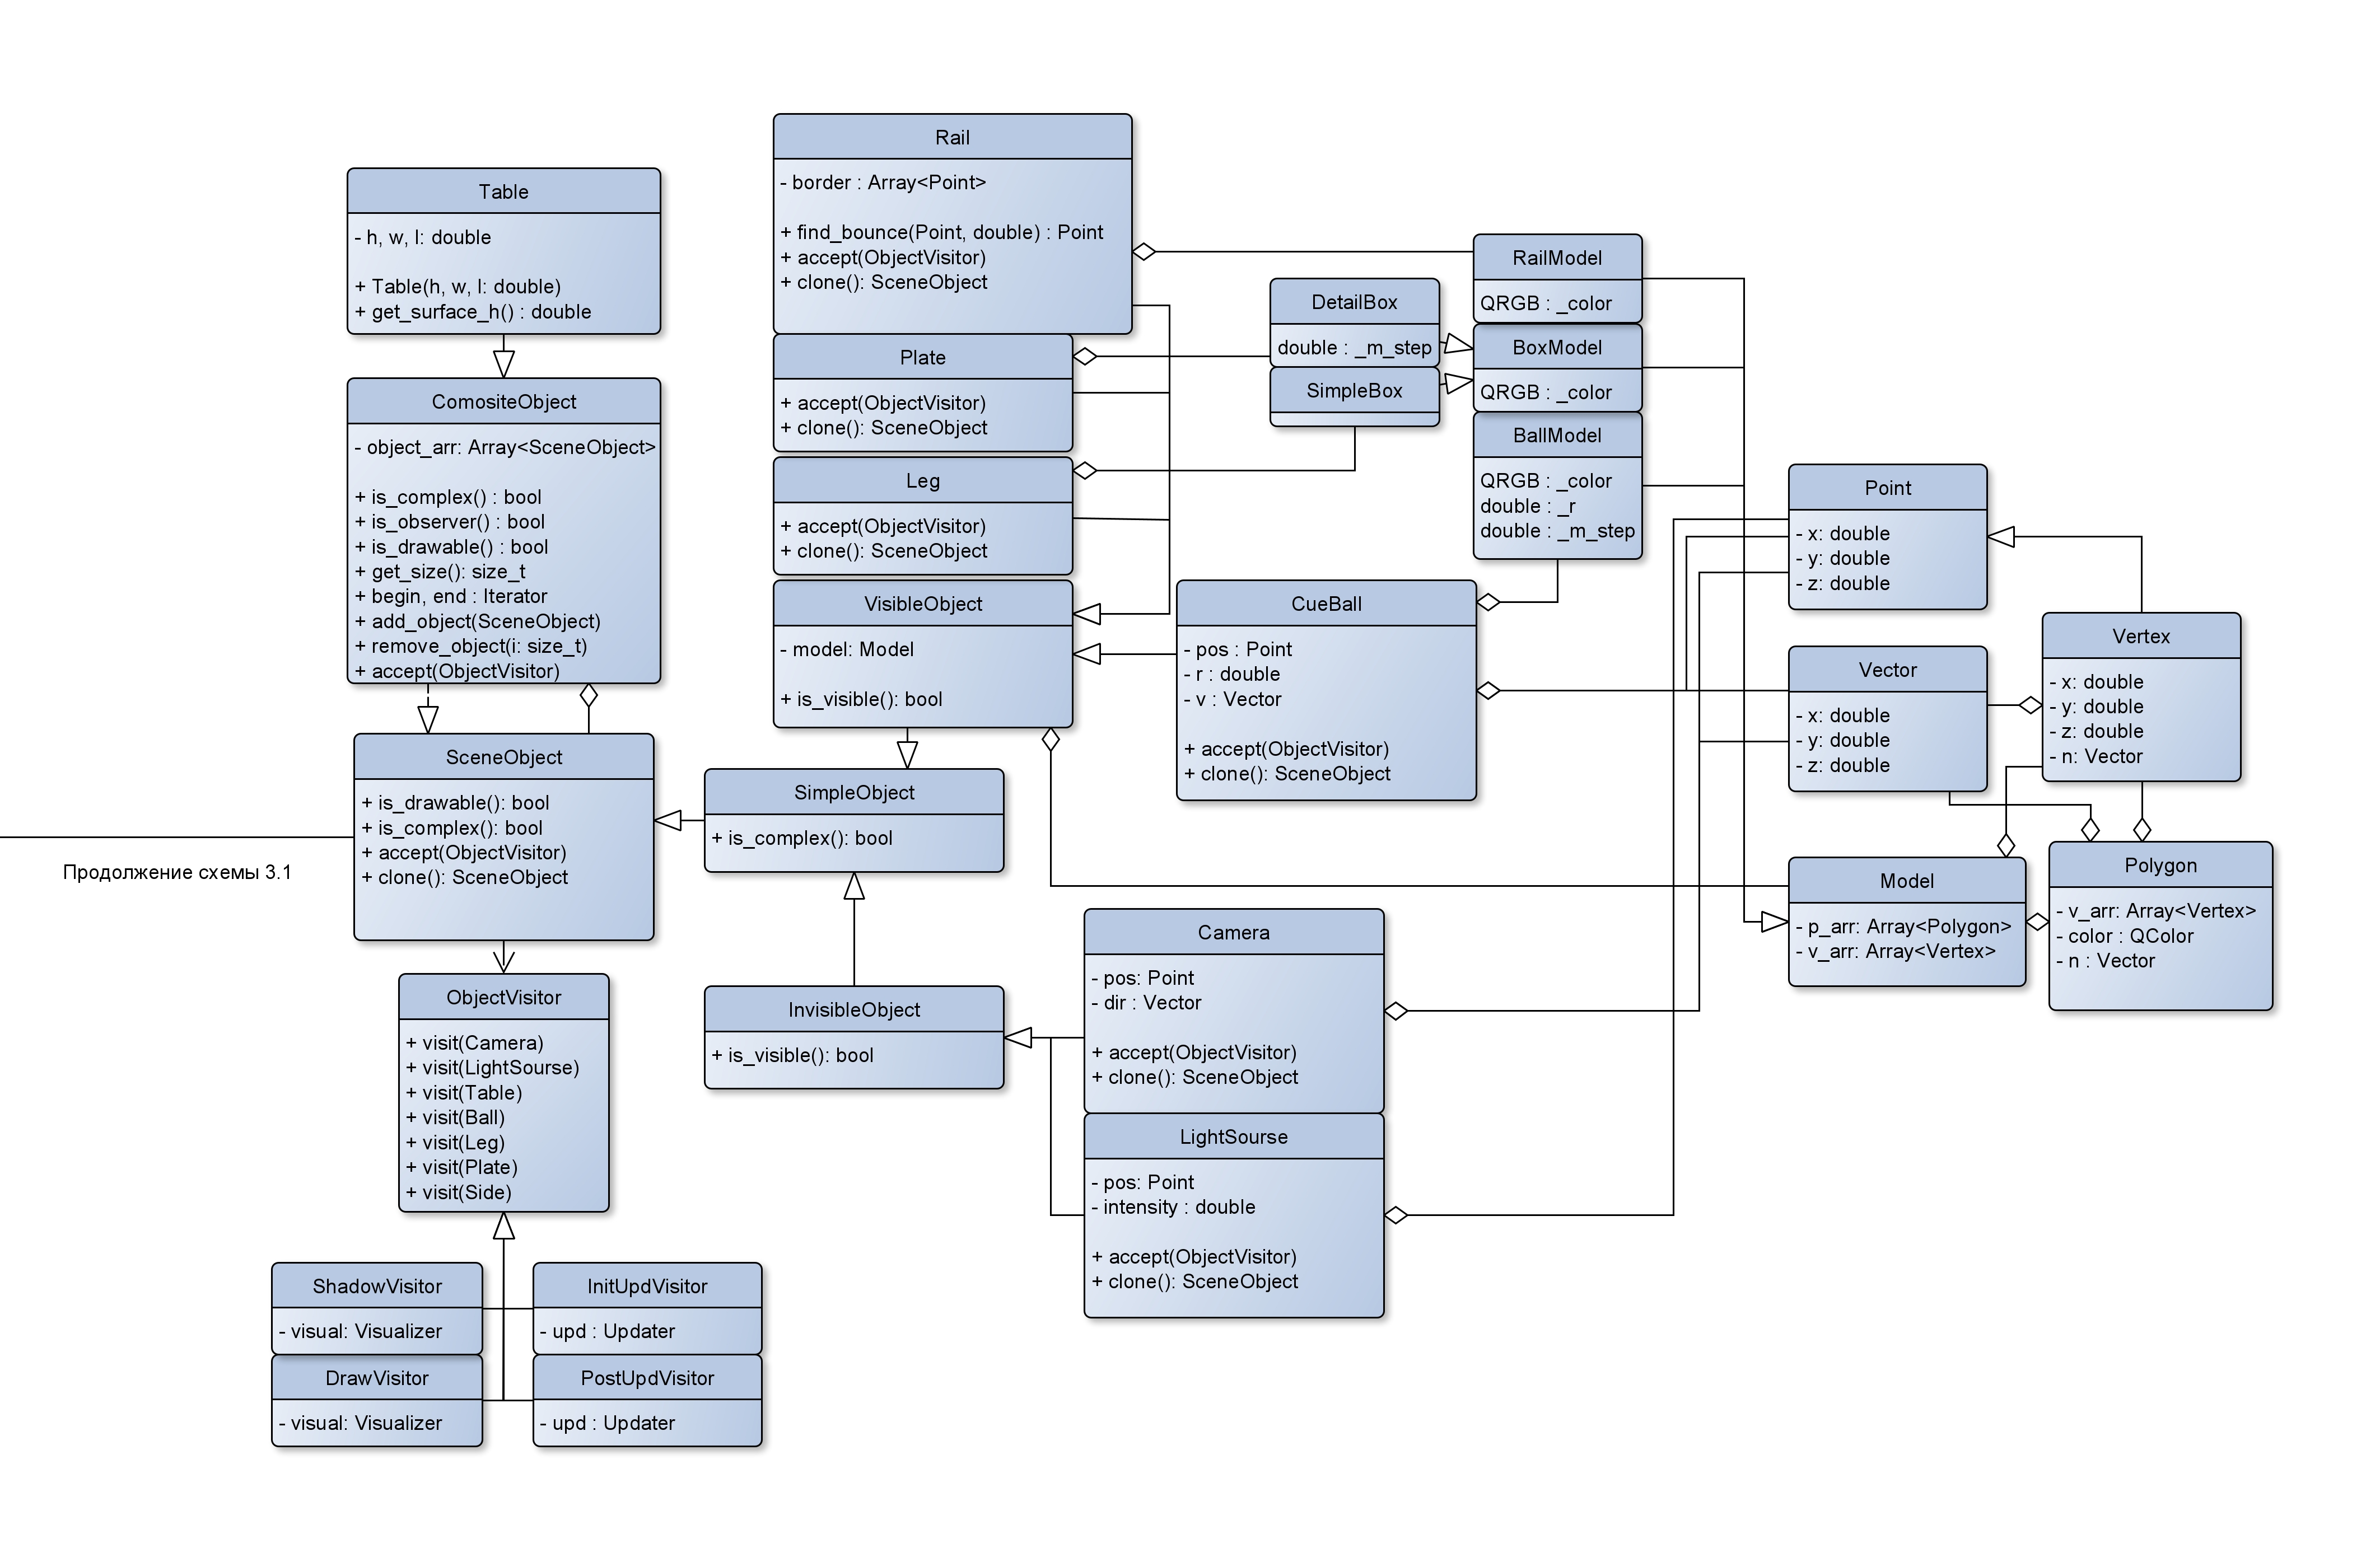 Table
- h, w, l: double
+ Table(h, w, l: double)
+ get_surface_h() : double
ComositeObject
- object_arr: Array<SceneObject>
+ is_complex() : bool
+ is_observer() : bool
+ is_drawable() : bool
+ get_size(): size_t
+ begin, end : Iterator
+ add_object(SceneObject)
+ remove_object(i: size_t)
+ accept(ObjectVisitor)
SceneObject
+ is_drawable(): bool
+ is_complex(): bool
+ accept(ObjectVisitor)
+ clone(): SceneObject
Продолжение схемы 3.1
ObjectVisitor
+ visit(Camera)
+ visit(LightSourse)
+ visit(Table)
+ visit(Ball)
+ visit(Leg)
+ visit(Plate)
+ visit(Side)
ShadowVisitor
- visual: Visualizer
DrawVisitor
- visual: Visualizer
InitUpdVisitor
- upd : Updater
PostUpdVisitor
- upd : Updater
Rail
- border : Array<Point>
+ find_bounce(Point, double) : Point
+ accept(ObjectVisitor)
+ clone(): SceneObject
Plate
+ accept(ObjectVisitor)
+ clone(): SceneObject
Leg
+ accept(ObjectVisitor)
+ clone(): SceneObject
VisibleObject
- model: Model
+ is_visible(): bool
SimpleObject
+ is_complex(): bool
InvisibleObject
+ is_visible(): bool
DetailBox
double : _m_step
SimpleBox
RailModel
QRGB : _color
BoxModel
QRGB : _color
BallModel
QRGB : _color
double : _r
double : _m_step
CueBall
- pos : Point
- r : double
- v : Vector
+ accept(ObjectVisitor)
+ clone(): SceneObject
Camera
- pos: Point
- dir : Vector
+ accept(ObjectVisitor)
+ clone(): SceneObject
LightSourse
- pos: Point
- intensity : double
+ accept(ObjectVisitor)
+ clone(): SceneObject
Point
- x: double
- y: double
- z: double
Vector
- x: double
- y: double
- z: double
Vertex
- x: double
- y: double
- z: double
- n: Vector
Model
- p_arr: Array<Polygon>
- v_arr: Array<Vertex>
Polygon
- v_arr: Array<Vertex>
- color : QColor
- n : Vector